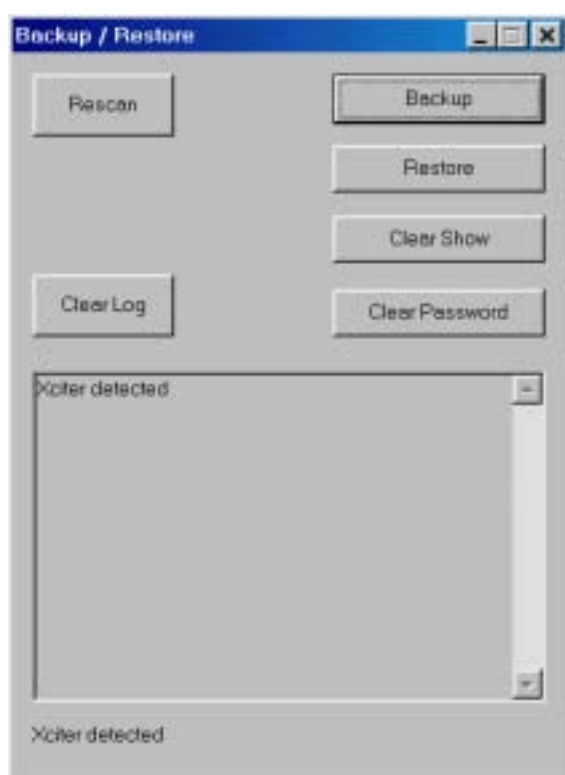 Backup / Restore
Rescan
Backup
Restore
Clear Show
Clear Log
Clear Password
Xciter detected
Xciter detected